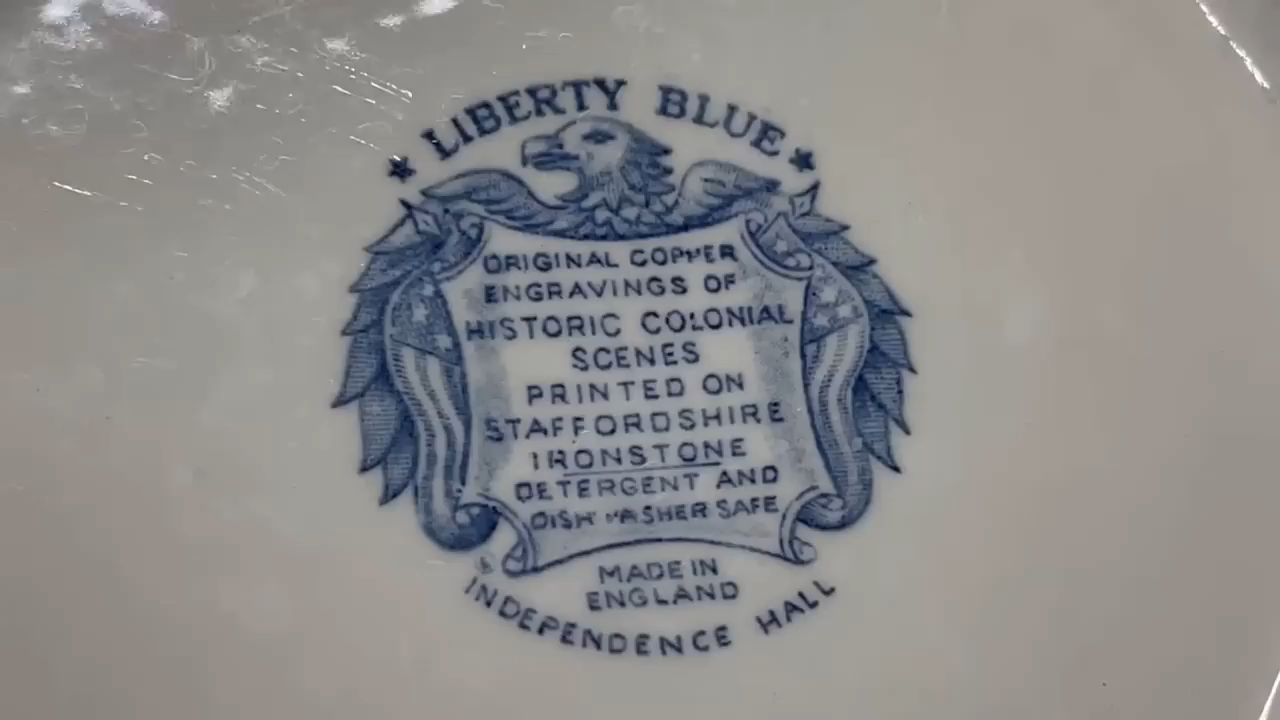 LIBERTY BLUE
ORIGINAL COPPER
ENGRAVINGS OF
HISTORIC COLONIAL
SCENES
PRINTED ON
STAFFORDSHIRE
IRONSTONE
DETERGENT AND
DISHWASHER SAFE
MADE IN
ENGLAND
INDEPENDENCE HALL